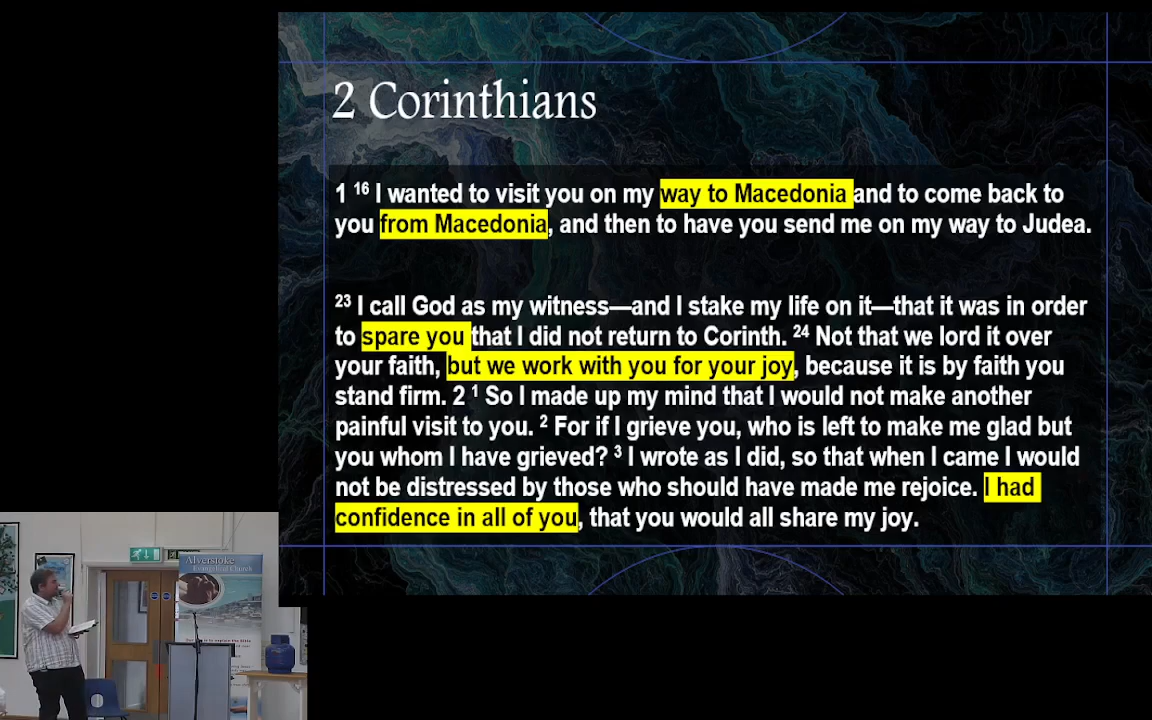 2 Corinthians
1 16 I wanted to visit you on my way to Macedonia and to come back to
you from Macedonia, and then to have you send me on my way to Judea.
23 I call God as my witness—and I stake my life on it—that it was in order
to spare you that I did not return to Corinth. 24 Not that we lord it over
your faith, but we work with you for your joy, because it is by faith you
stand firm. 2 1 So I made up my mind that I would not make another
painful visit to you. 2 For if I grieve you, who is left to make me glad but
you whom I have grieved? 3 I wrote as I did, so that when I came I would
not be distressed by those who should have made me rejoice. I had
confidence in all of you, that you would all share my joy.
Alverstoke
Evangelical Church